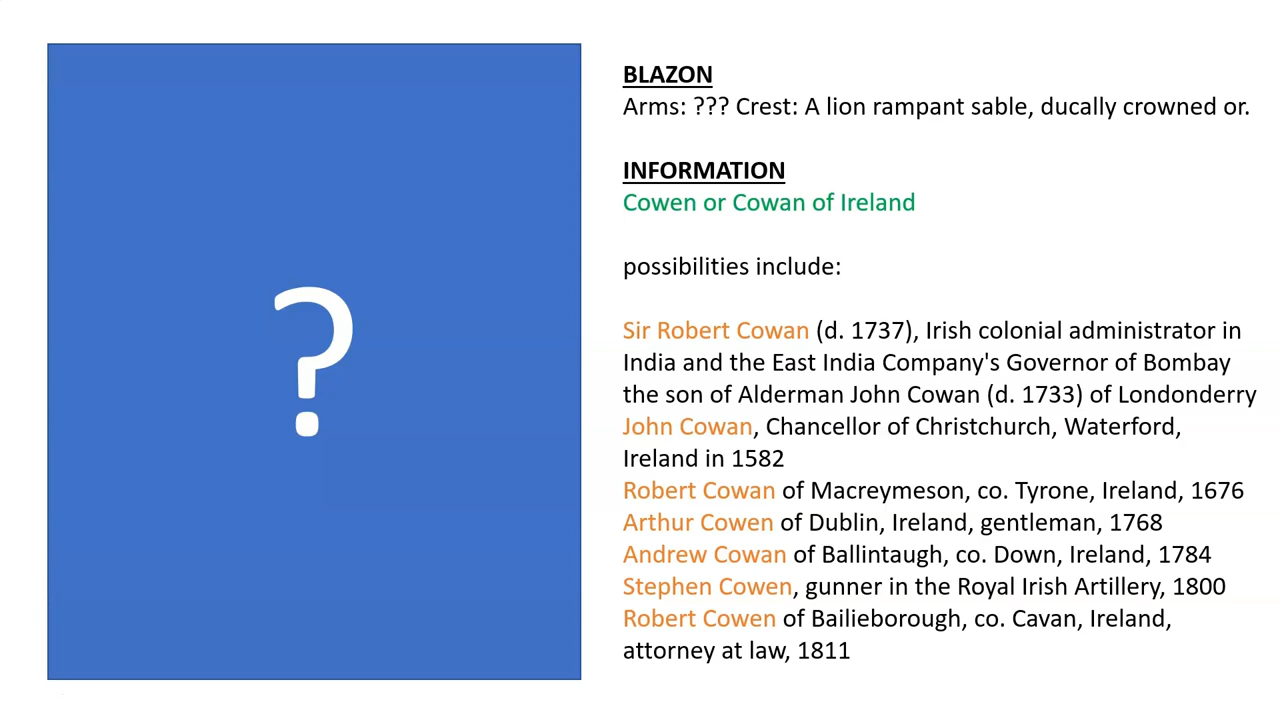 ?
BLAZON
Arms: ??? Crest: A lion rampant sable, ducally crowned or.
INFORMATION
Cowen or Cowan of Ireland
possibilities include:
Sir Robert Cowan (d. 1737), Irish colonial administrator in
India and the East India Company's Governor of Bombay
the son of Alderman John Cowan (d. 1733) of Londonderry
John Cowan, Chancellor of Christchurch, Waterford,
Ireland in 1582
Robert Cowan of Macreymeson, co. Tyrone, Ireland, 1676
Arthur Cowen of Dublin, Ireland, gentleman, 1768
Andrew Cowan of Ballintaugh, co. Down, Ireland, 1784
Stephen Cowen, gunner in the Royal Irish Artillery, 1800
Robert Cowen of Bailieborough, co. Cavan, Ireland,
attorney at law, 1811